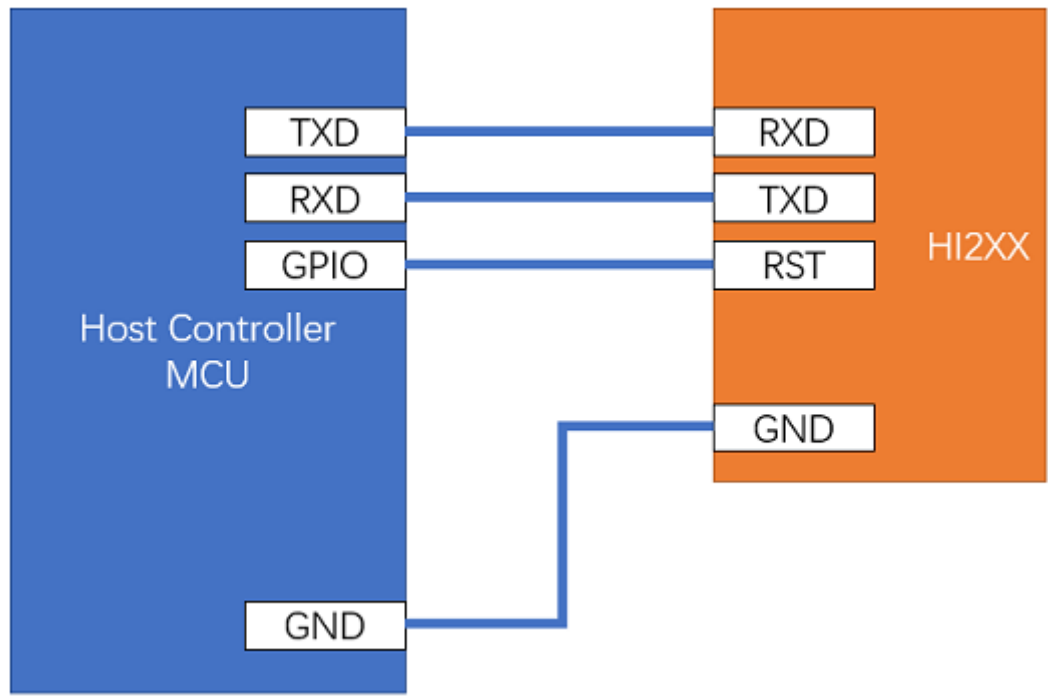 TXD
RXD
GPIO
Host Controller
MCU
GND
RXD
TXD
RST
HI2XX
GND